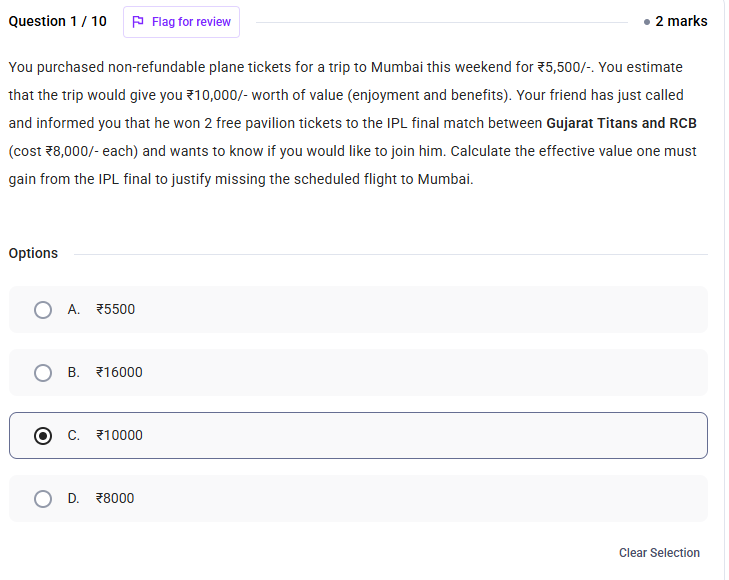 Question 1 / 10 Flag for review 2 marks
You purchased non-refundable plane tickets for a trip to Mumbai this weekend for ₹5,500/-. You estimate
that the trip would give you ₹10,000/- worth of value (enjoyment and benefits). Your friend has just called
and informed you that he won 2 free pavilion tickets to the IPL final match between Gujarat Titans and RCB
(cost ₹8,000/- each) and wants to know if you would like to join him. Calculate the effective value one must
gain from the IPL final to justify missing the scheduled flight to Mumbai.
Options
A. ₹5500
B. ₹16000
C. ₹10000
D. ₹8000
Clear Selection